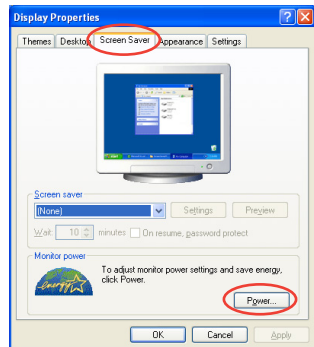 Display Properties
Themes Desktop Screen Saver Appearance Settings
Screen saver
(None) Settings Preview
Wait: 10 minutes On resume, password protect
Monitor power
To adjust monitor power settings and save energy,
click Power.
energy
Power...
OK Cancel Apply